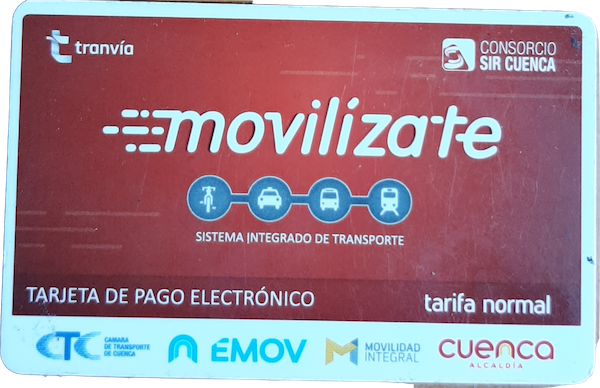 tranvía
CONSORCIO
SIR CUENCA
movilízate
SISTEMA INTEGRADO DE TRANSPORTE
TARJETA DE PAGO ELECTRÓNICO
tarifa normal
CTC
CAMARA
DE TRANSPORTE
DE CUENCA
EMOV
MOVILIDAD
INTEGRAL
cuenca
ALCALDÍA